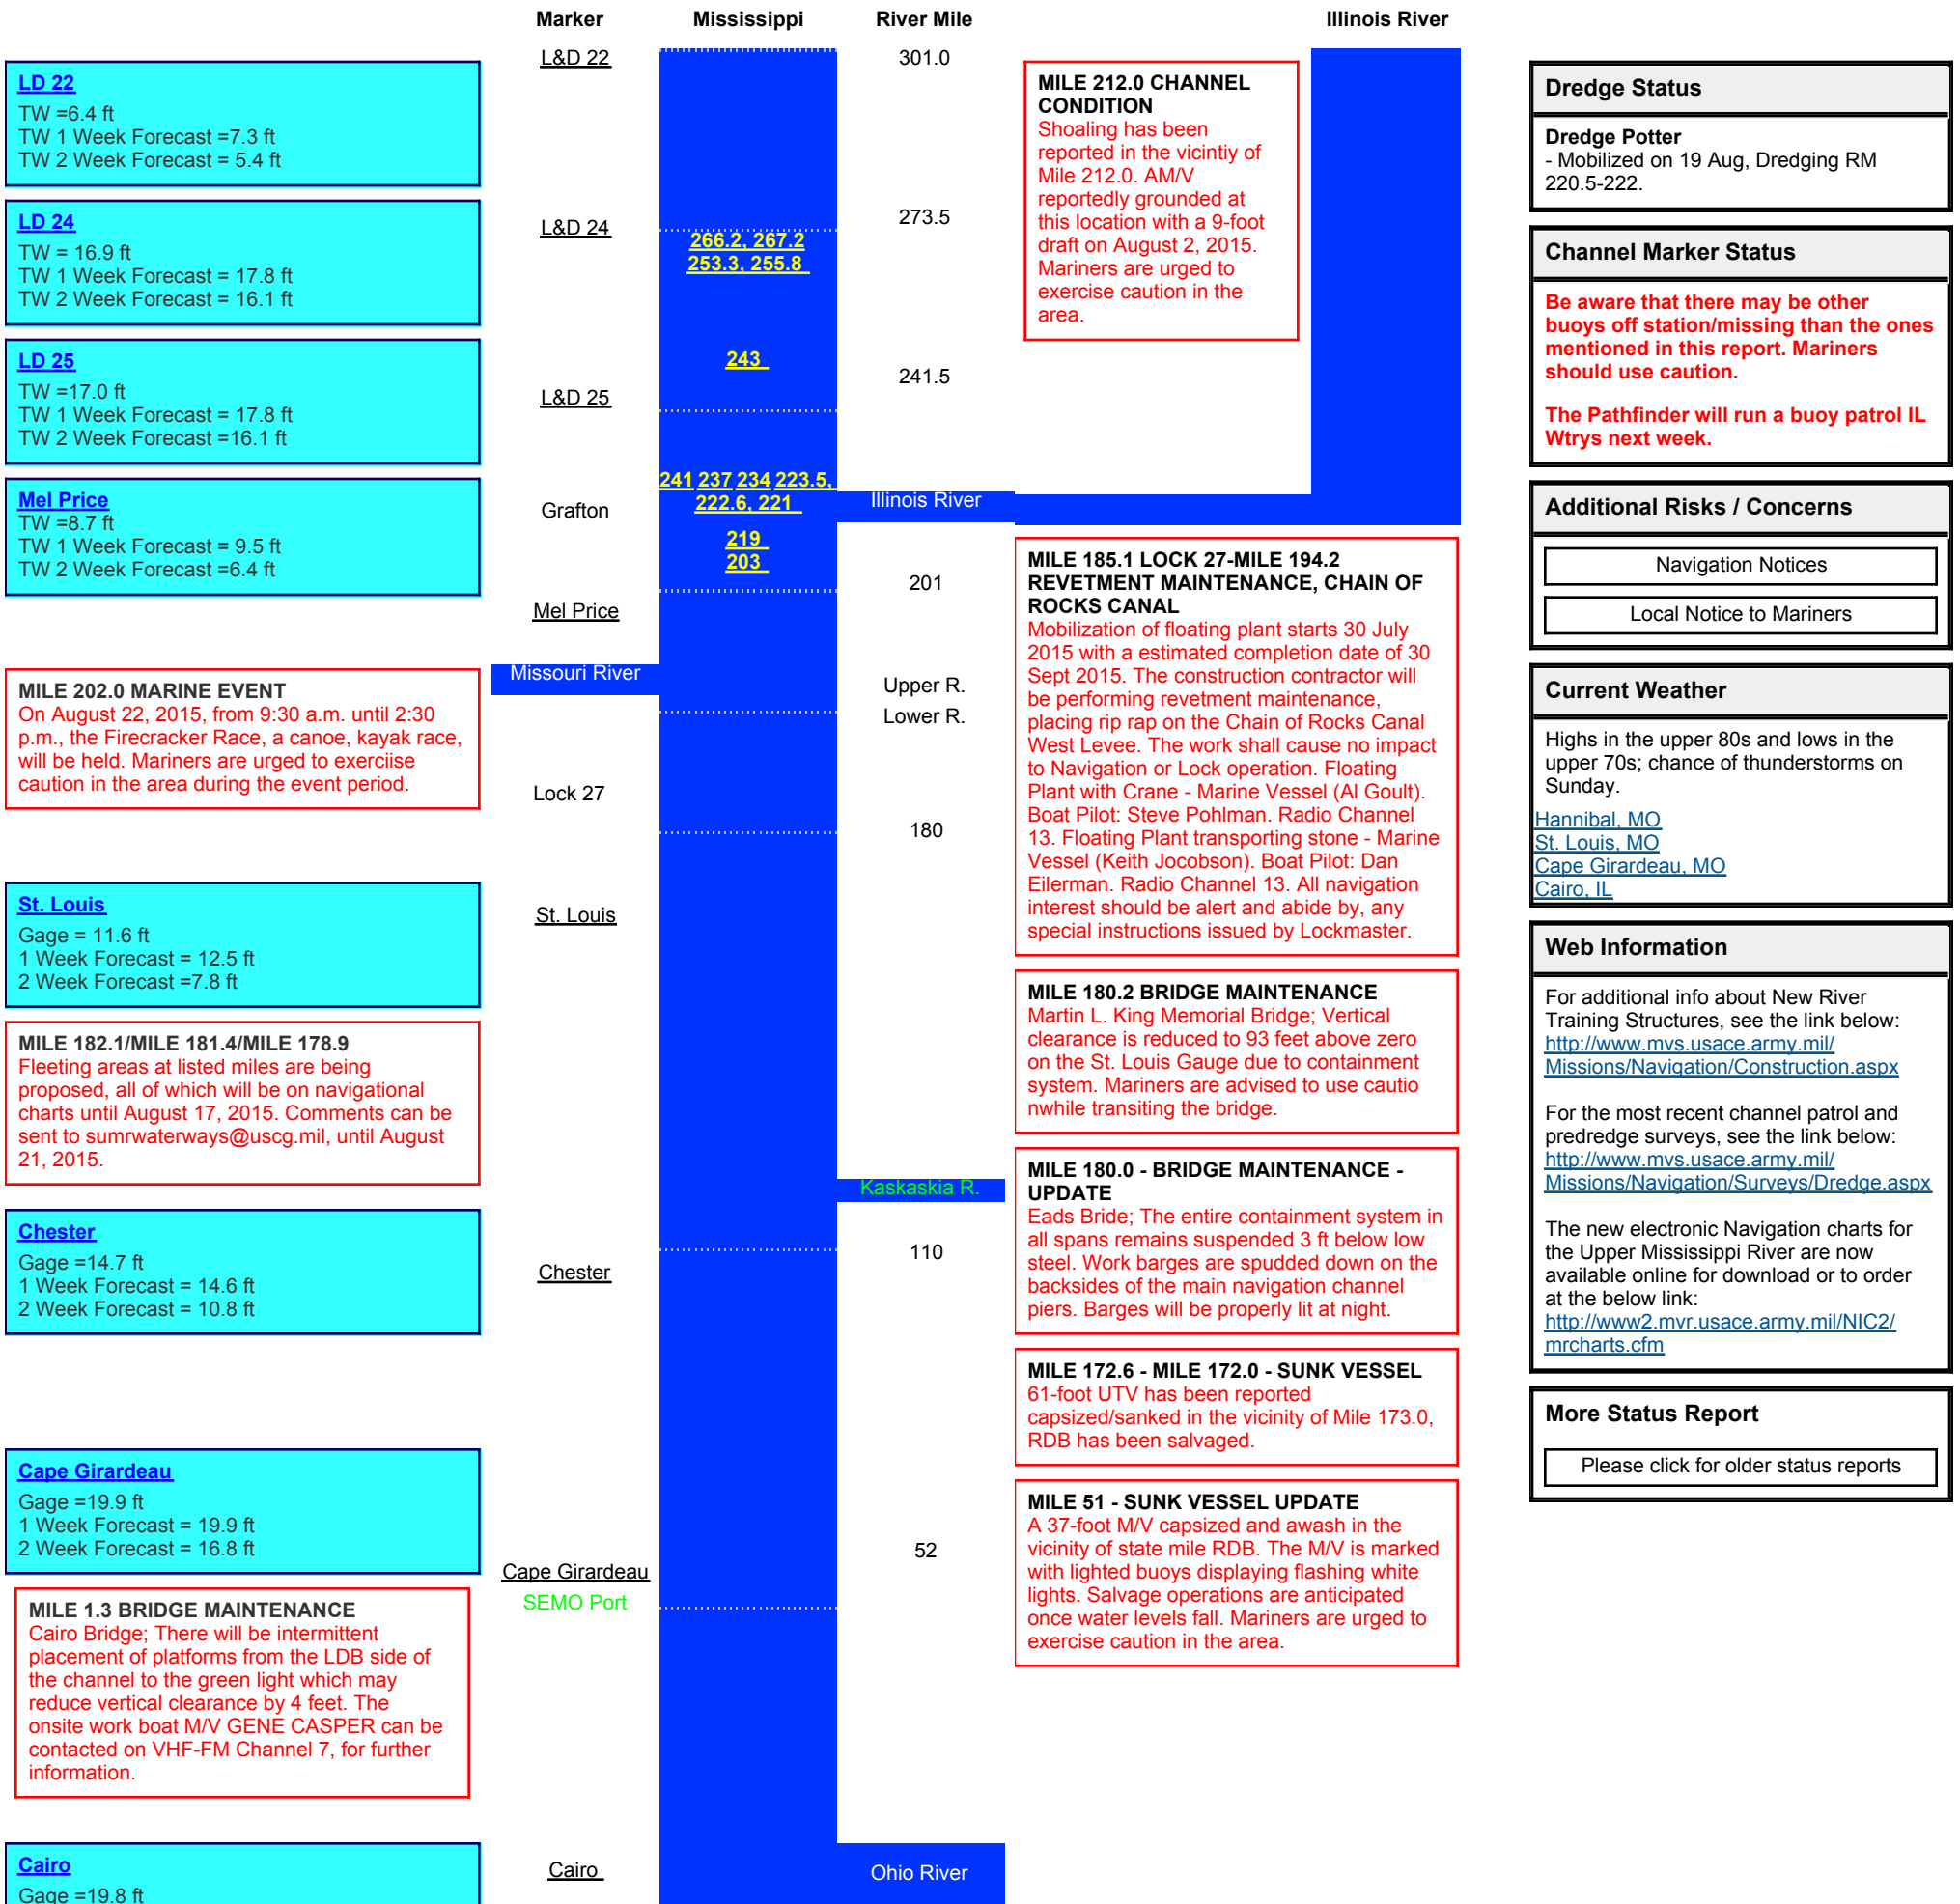 Marker Mississippi River Mile Illinois River
L&D 22
301.0
LD 22
TW =6.4 ft
TW 1 Week Forecast =7.3 ft
TW 2 Week Forecast = 5.4 ft
LD 24
TW = 16.9 ft
TW 1 Week Forecast = 17.8 ft
TW 2 Week Forecast = 16.1 ft
L&D 24
266.2, 267.2
253.3, 255.8
273.5
LD 25
TW =17.0 ft
TW 1 Week Forecast = 17.8 ft
TW 2 Week Forecast =16.1 ft
243
L&D 25
241.5
Mel Price
TW =8.7 ft
TW 1 Week Forecast = 9.5 ft
TW 2 Week Forecast =6.4 ft
Grafton
241 237 234 223.5,
222.6, 221
219
203
Illinois River
201
Mel Price
Missouri River
Upper R.
Lower R.
MILE 202.0 MARINE EVENT
On August 22, 2015, from 9:30 a.m. until 2:30
p.m., the Firecracker Race, a canoe, kayak race,
will be held. Mariners are urged to exerciise
caution in the area during the event period.
Lock 27
180
St. Louis
Gage = 11.6 ft
1 Week Forecast = 12.5 ft
2 Week Forecast =7.8 ft
St. Louis
MILE 182.1/MILE 181.4/MILE 178.9
Fleeting areas at listed miles are being
proposed, all of which will be on navigational
charts until August 17, 2015. Comments can be
sent to sumrwaterways@uscg.mil, until August
21, 2015.
Kaskaskia R.
Chester
Gage =14.7 ft
1 Week Forecast = 14.6 ft
2 Week Forecast = 10.8 ft
Chester
110
Cape Girardeau
Gage =19.9 ft
1 Week Forecast = 19.9 ft
2 Week Forecast = 16.8 ft
Cape Girardeau
SEMO Port
52
MILE 1.3 BRIDGE MAINTENANCE
Cairo Bridge; There will be intermittent
placement of platforms from the LDB side of
the channel to the green light which may
reduce vertical clearance by 4 feet. The
onsite work boat M/V GENE CASPER can be
contacted on VHF-FM Channel 7, for further
information.
Cairo
Gage =19.8 ft
Cairo
Ohio River
MILE 212.0 CHANNEL
CONDITION
Shoaling has been
reported in the vicintiy of
Mile 212.0. AM/V
reportedly grounded at
this location with a 9-foot
draft on August 2, 2015.
Mariners are urged to
exercise caution in the
area.
MILE 185.1 LOCK 27-MILE 194.2
REVETMENT MAINTENANCE, CHAIN OF
ROCKS CANAL
Mobilization of floating plant starts 30 July
2015 with a estimated completion date of 30
Sept 2015. The construction contractor will
be performing revetment maintenance,
placing rip rap on the Chain of Rocks Canal
West Levee. The work shall cause no impact
to Navigation or Lock operation. Floating
Plant with Crane - Marine Vessel (Al Goult).
Boat Pilot: Steve Pohlman. Radio Channel
13. Floating Plant transporting stone - Marine
Vessel (Keith Jocobson). Boat Pilot: Dan
Eilerman. Radio Channel 13. All navigation
interest should be alert and abide by, any
special instructions issued by Lockmaster.
MILE 180.2 BRIDGE MAINTENANCE
Martin L. King Memorial Bridge; Vertical
clearance is reduced to 93 feet above zero
on the St. Louis Gauge due to containment
system. Mariners are advised to use cautio
nwhile transiting the bridge.
MILE 180.0 - BRIDGE MAINTENANCE -
UPDATE
Eads Bride; The entire containment system in
all spans remains suspended 3 ft below low
steel. Work barges are spudded down on the
backsides of the main navigation channel
piers. Barges will be properly lit at night.
MILE 172.6 - MILE 172.0 - SUNK VESSEL
61-foot UTV has been reported
capsized/sanked in the vicinity of Mile 173.0,
RDB has been salvaged.
MILE 51 - SUNK VESSEL UPDATE
A 37-foot M/V capsized and awash in the
vicinity of state mile RDB. The M/V is marked
with lighted buoys displaying flashing white
lights. Salvage operations are anticipated
once water levels fall. Mariners are urged to
exercise caution in the area.
Dredge Status
Dredge Potter
- Mobilized on 19 Aug, Dredging RM
220.5-222.
Channel Marker Status
Be aware that there may be other
buoys off station/missing than the ones
mentioned in this report. Mariners
should use caution.
The Pathfinder will run a buoy patrol IL
Wtrys next week.
Additional Risks / Concerns
Navigation Notices
Local Notice to Mariners
Current Weather
Highs in the upper 80s and lows in the
upper 70s; chance of thunderstorms on
Sunday.
Hannibal, MO
St. Louis, MO
Cape Girardeau, MO
Cairo, IL
Web Information
For additional info about New River
Training Structures, see the link below:
http://www.mvs.usace.army.mil/
Missions/Navigation/Construction.aspx
For the most recent channel patrol and
predredge surveys, see the link below:
http://www.mvs.usace.army.mil/
Missions/Navigation/Surveys/Dredge.aspx
The new electronic Navigation charts for
the Upper Mississippi River are now
available online for download or to order
at the below link:
http://www2.mvr.usace.army.mil/NIC2/
mrcharts.cfm
More Status Report
Please click for older status reports